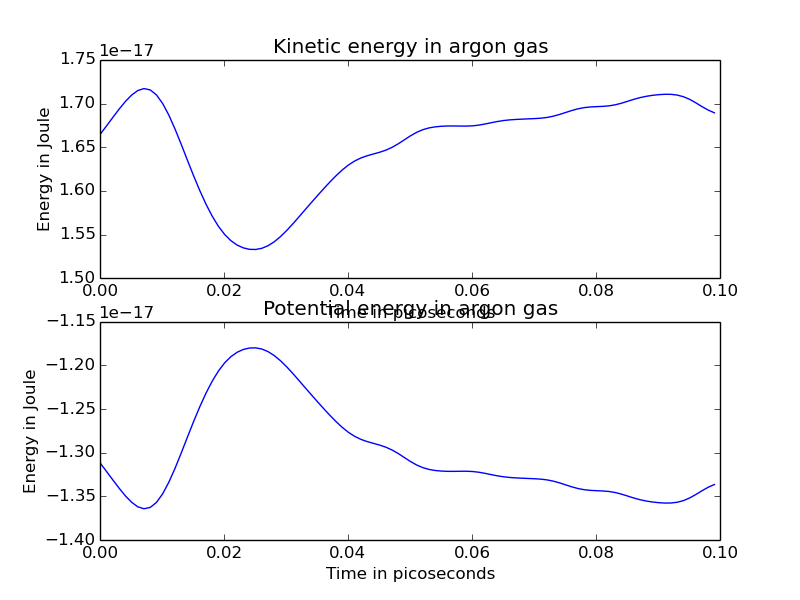 Kinetic energy in argon gas
1e−17
1.75
1.70
1.65
1.60
1.55
1.50
Energy in Joule
0.00 0.02 0.04 0.06 0.08 0.10
Time in picoseconds
Potential energy in argon gas
1e−17
−1.15
−1.20
−1.25
−1.30
−1.35
−1.40
Energy in Joule
0.00 0.02 0.04 0.06 0.08 0.10
Time in picoseconds